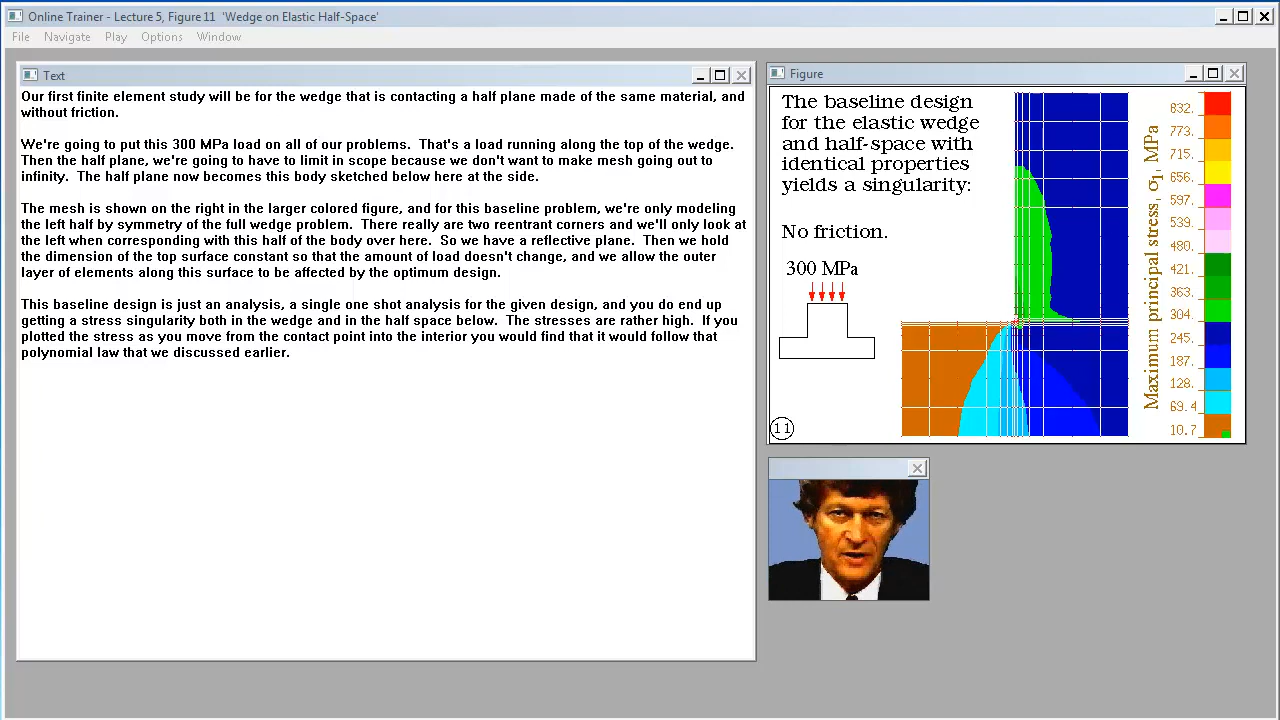 Online Trainer - Lecture 5, Figure 11 'Wedge on Elastic Half-Space'
File Navigate Play Options Window
Text
Our first finite element study will be for the wedge that is contacting a half plane made of the same material, and
without friction.
We're going to put this 300 MPa load on all of our problems. That's a load running along the top of the wedge.
Then the half plane, we're going to have to limit in scope because we don't want to make mesh going out to
infinity. The half plane now becomes this body sketched below here at the side.
The mesh is shown on the right in the larger colored figure, and for this baseline problem, we're only modeling
the left half by symmetry of the full wedge problem. There really are two reentrant corners and we'll only look at
the left when corresponding with this half of the body over here. So we have a reflective plane. Then we hold
the dimension of the top surface constant so that the amount of load doesn't change, and we allow the outer
layer of elements along this surface to be affected by the optimum design.
This baseline design is just an analysis, a single one shot analysis for the given design, and you do end up
getting a stress singularity both in the wedge and in the half space below. The stresses are rather high. If you
plotted the stress as you move from the contact point into the interior you would find that it would follow that
polynomial law that we discussed earlier.
Figure
The baseline design
for the elastic wedge
and half-space with
identical properties
yields a singularity:
No friction.
300 MPa
11
Maximum principal stress, σ1, MPa
832.
773.
715.
656.
597.
539.
480.
421.
363.
304.
245.
187.
128.
69.4
10.7